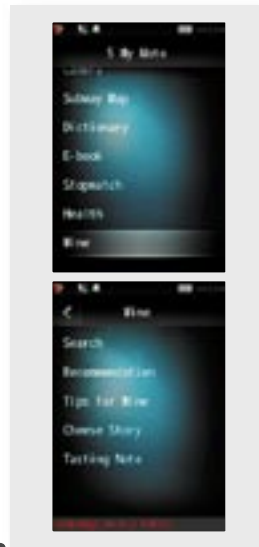 5 My Note
Subway Map
Dictionary
E-book
Stopwatch
Health
Wine
Wine
Search
Recommendation
Tips for Wine
Cheese Story
Tasting Note